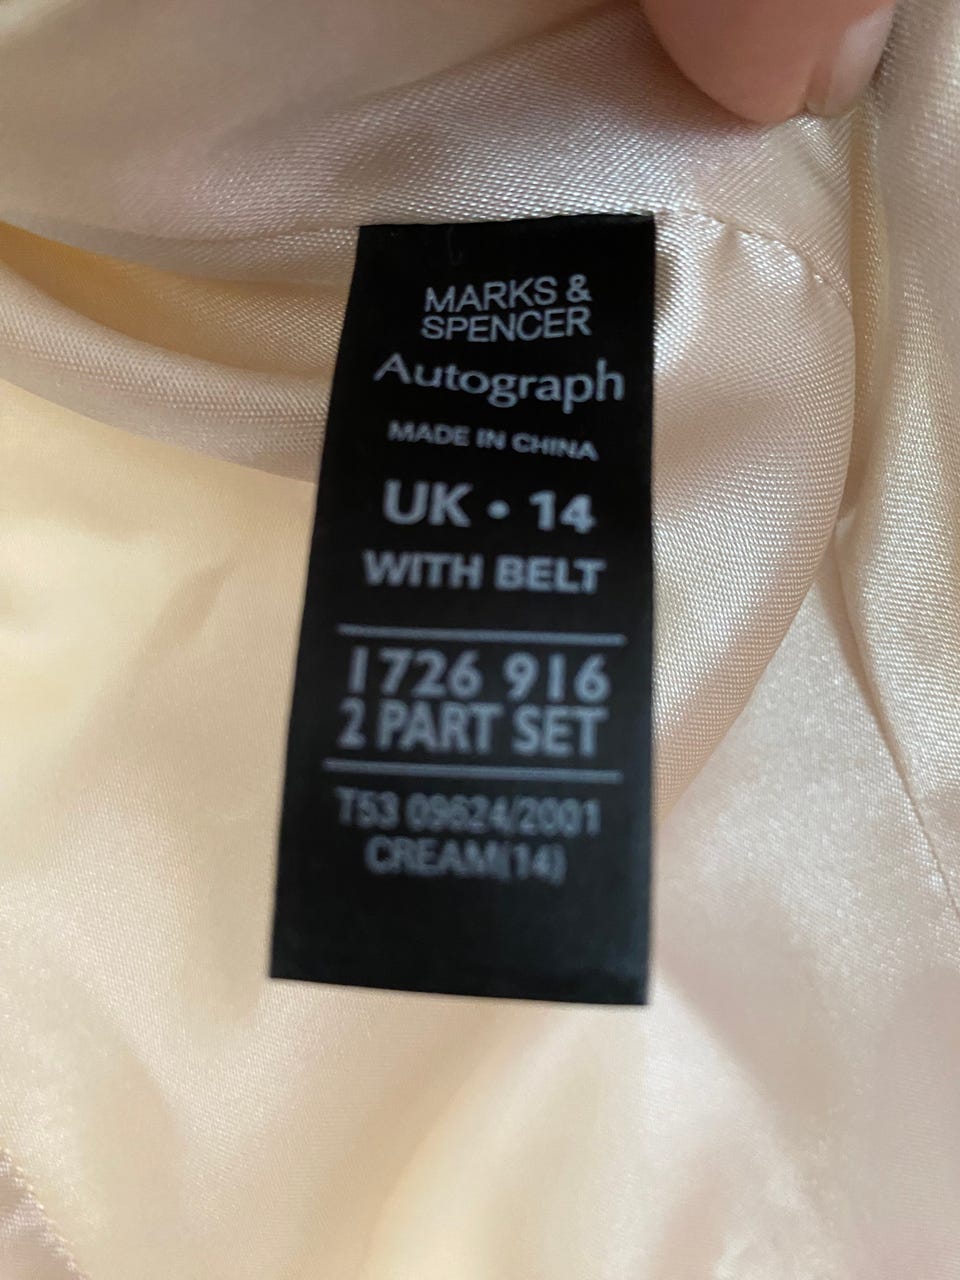 MARKS &
SPENCER
Autograph
MADE IN CHINA
UK • 14
WITH BELT
1726 916
2 PART SET
T53 09624/2001
CREAM(14)